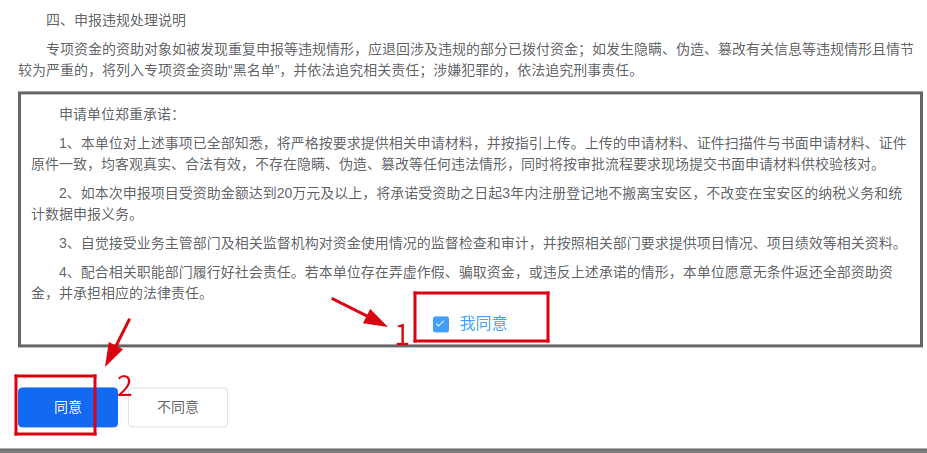 四、申报违规处理说明
专项资金的资助对象如被发现重复申报等违规情形，应退回涉及违规的部分已拨付资金；如发生隐瞒、伪造、篡改有关信息等违规情形且情节
较为严重的，将列入专项资金资助“黑名单”，并依法追究相关责任；涉嫌犯罪的，依法追究刑事责任。
申请单位郑重承诺：
1、本单位对上述事项已全部知悉，将严格按要求提供相关申请材料，并按指引上传。上传的申请材料、证件扫描件与书面申请材料、证件
原件一致，均客观真实、合法有效，不存在隐瞒、伪造、篡改等任何违法情形，同时将按审批流程要求现场提交书面申请材料供校验核对。
2、如本次申报项目受资助金额达到20万元及以上，将承诺受资助之日起3年内注册登记地不搬离宝安区，不改变在宝安区的纳税义务和统
计数据申报义务。
3、自觉接受业务主管部门及相关监督机构对资金使用情况的监督检查和审计，并按照相关部门要求提供项目情况、项目绩效等相关资料。
4、配合相关职能部门履行好社会责任。若本单位存在弄虚作假、骗取资金，或违反上述承诺的情形，本单位愿意无条件返还全部资助资
金，并承担相应的法律责任。
1 我同意
2
同意 不同意